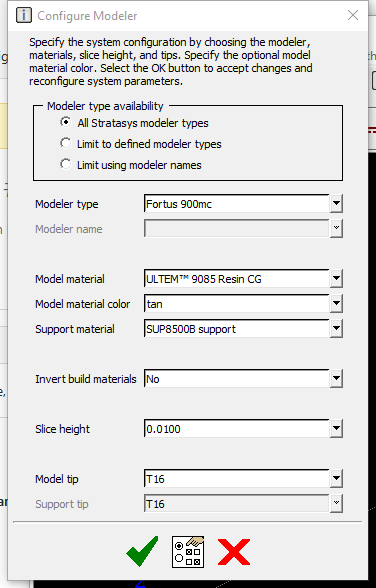 Configure Modeler
Specify the system configuration by choosing the modeler,
materials, slice height, and tips. Specify the optional model
material color. Select the OK button to accept changes and
reconfigure system parameters.
Modeler type availability
All Stratasys modeler types
Limit to defined modeler types
Limit using modeler names
Modeler type Fortus 900mc
Modeler name
Model material ULTEM™ 9085 Resin CG
Model material color tan
Support material SUP8500B support
Invert build materials No
Slice height 0.0100
Model tip T16
Support tip T16